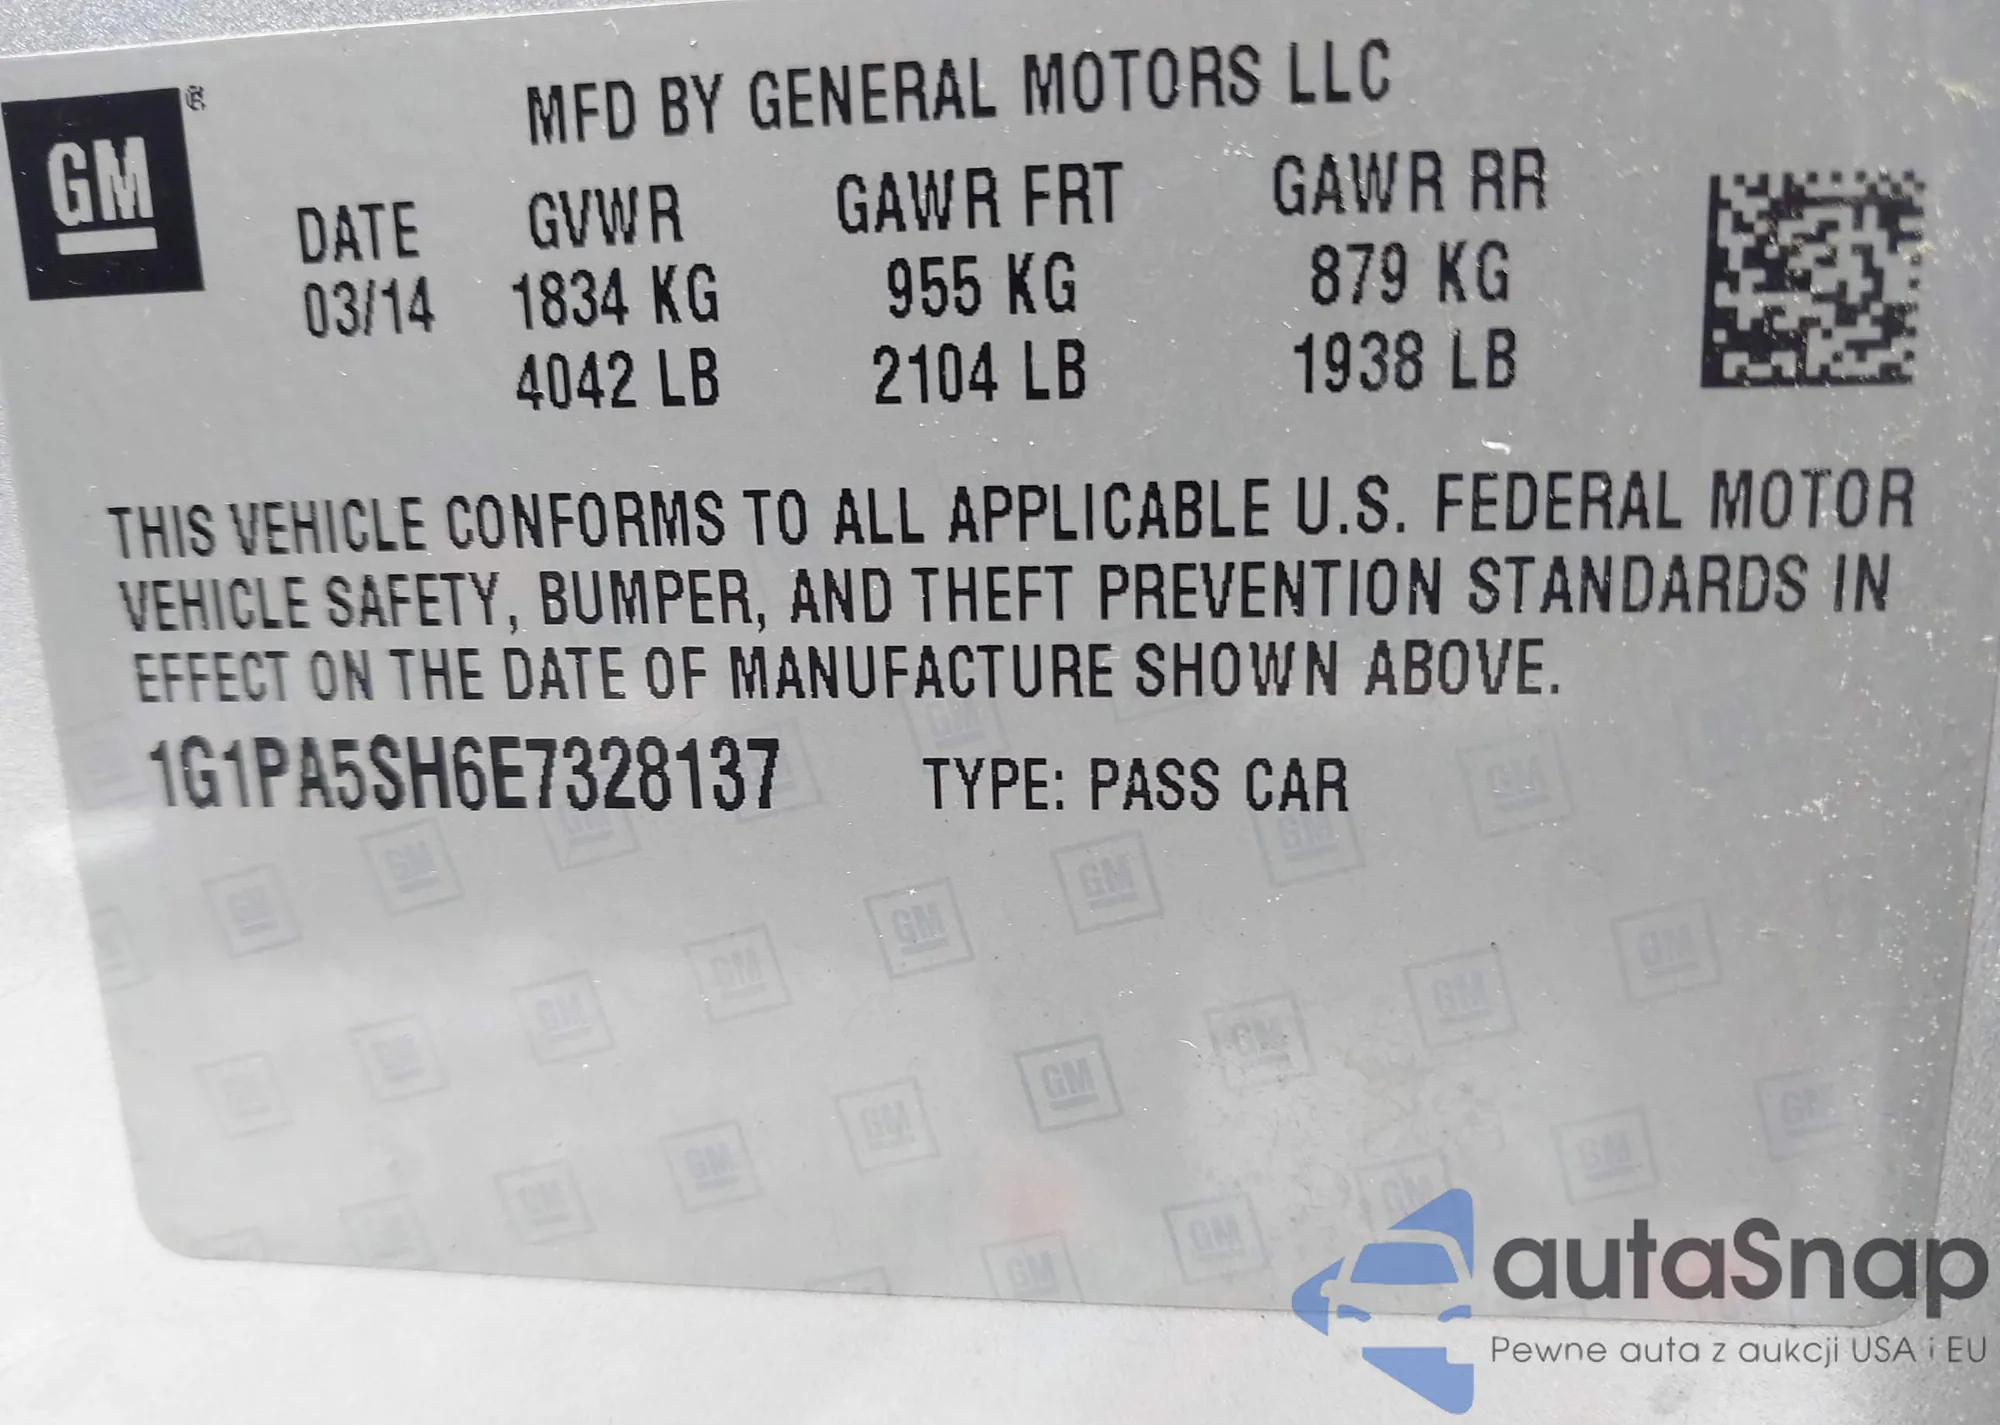 GM®
MFD BY GENERAL MOTORS LLC
DATE GVWR GAWR FRT GAWR RR
03/14 1834 KG 955 KG 879 KG
4042 LB 2104 LB 1938 LB
THIS VEHICLE CONFORMS TO ALL APPLICABLE U.S. FEDERAL MOTOR
VEHICLE SAFETY, BUMPER, AND THEFT PREVENTION STANDARDS IN
EFFECT ON THE DATE OF MANUFACTURE SHOWN ABOVE.
1G1PA5SH6E7328137 TYPE: PASS CAR
autaSnap
Pewne auta z aukcji USA i EU